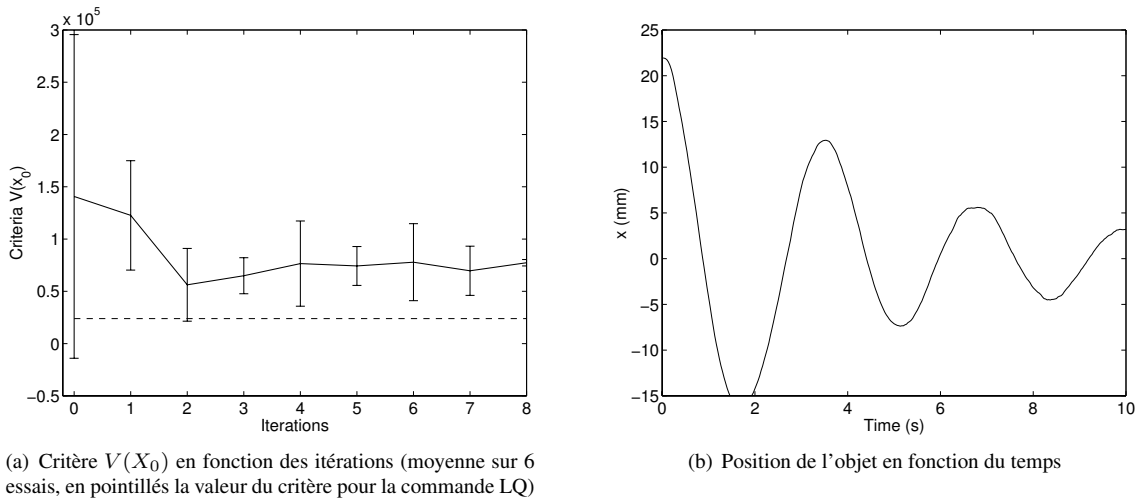 x 10^5
3
2.5
2
1.5
1
0.5
0
−0.5
Criteria V(x_0)
0 1 2 3 4 5 6 7 8
Iterations
(a) Critère V(X_0) en fonction des itérations (moyenne sur 6
essais, en pointillés la valeur du critère pour la commande LQ)
25
20
15
10
5
0
−5
−10
−15
x (mm)
0 2 4 6 8 10
Time (s)
(b) Position de l'objet en fonction du temps